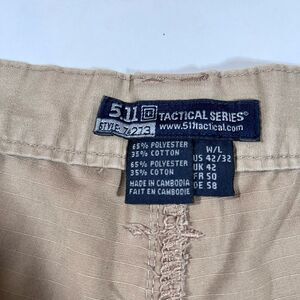 5.11 TACTICAL SERIES®
STYLE 74273
www.511tactical.com
65% POLYESTER
35% COTTON
65% POLYESTER
35% COTTON
MADE IN CAMBODIA
FAIT EN CAMBODIA
W/L
US 42/32
UK 42
FR 50
DE 58